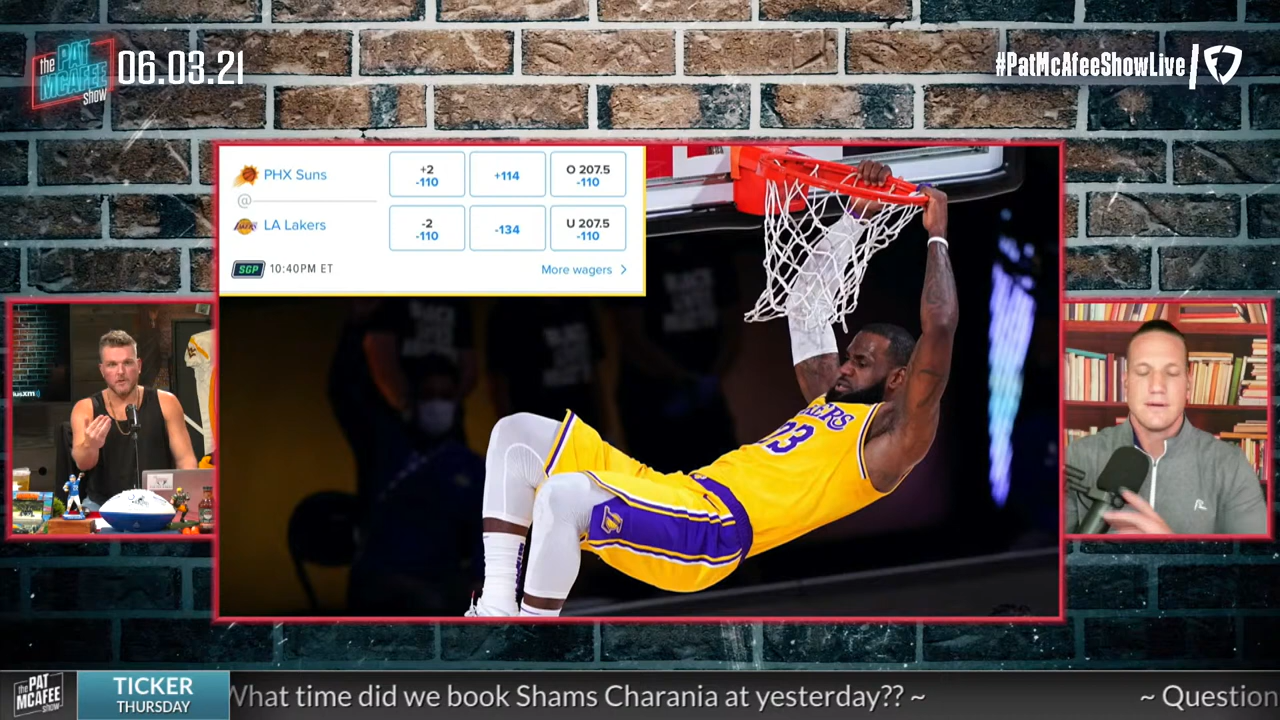 the PAT MCAFEE show
06.03.21
#PatMcAfeeShowLive
PHX Suns
+2
-110
+114
O 207.5
-110
@
LA Lakers
-2
-110
-134
U 207.5
-110
SGP 10:40PM ET
More wagers >
LAKERS
23
the PAT MCAFEE show
TICKER
THURSDAY
What time did we book Shams Charania at yesterday?? ~
~ Question